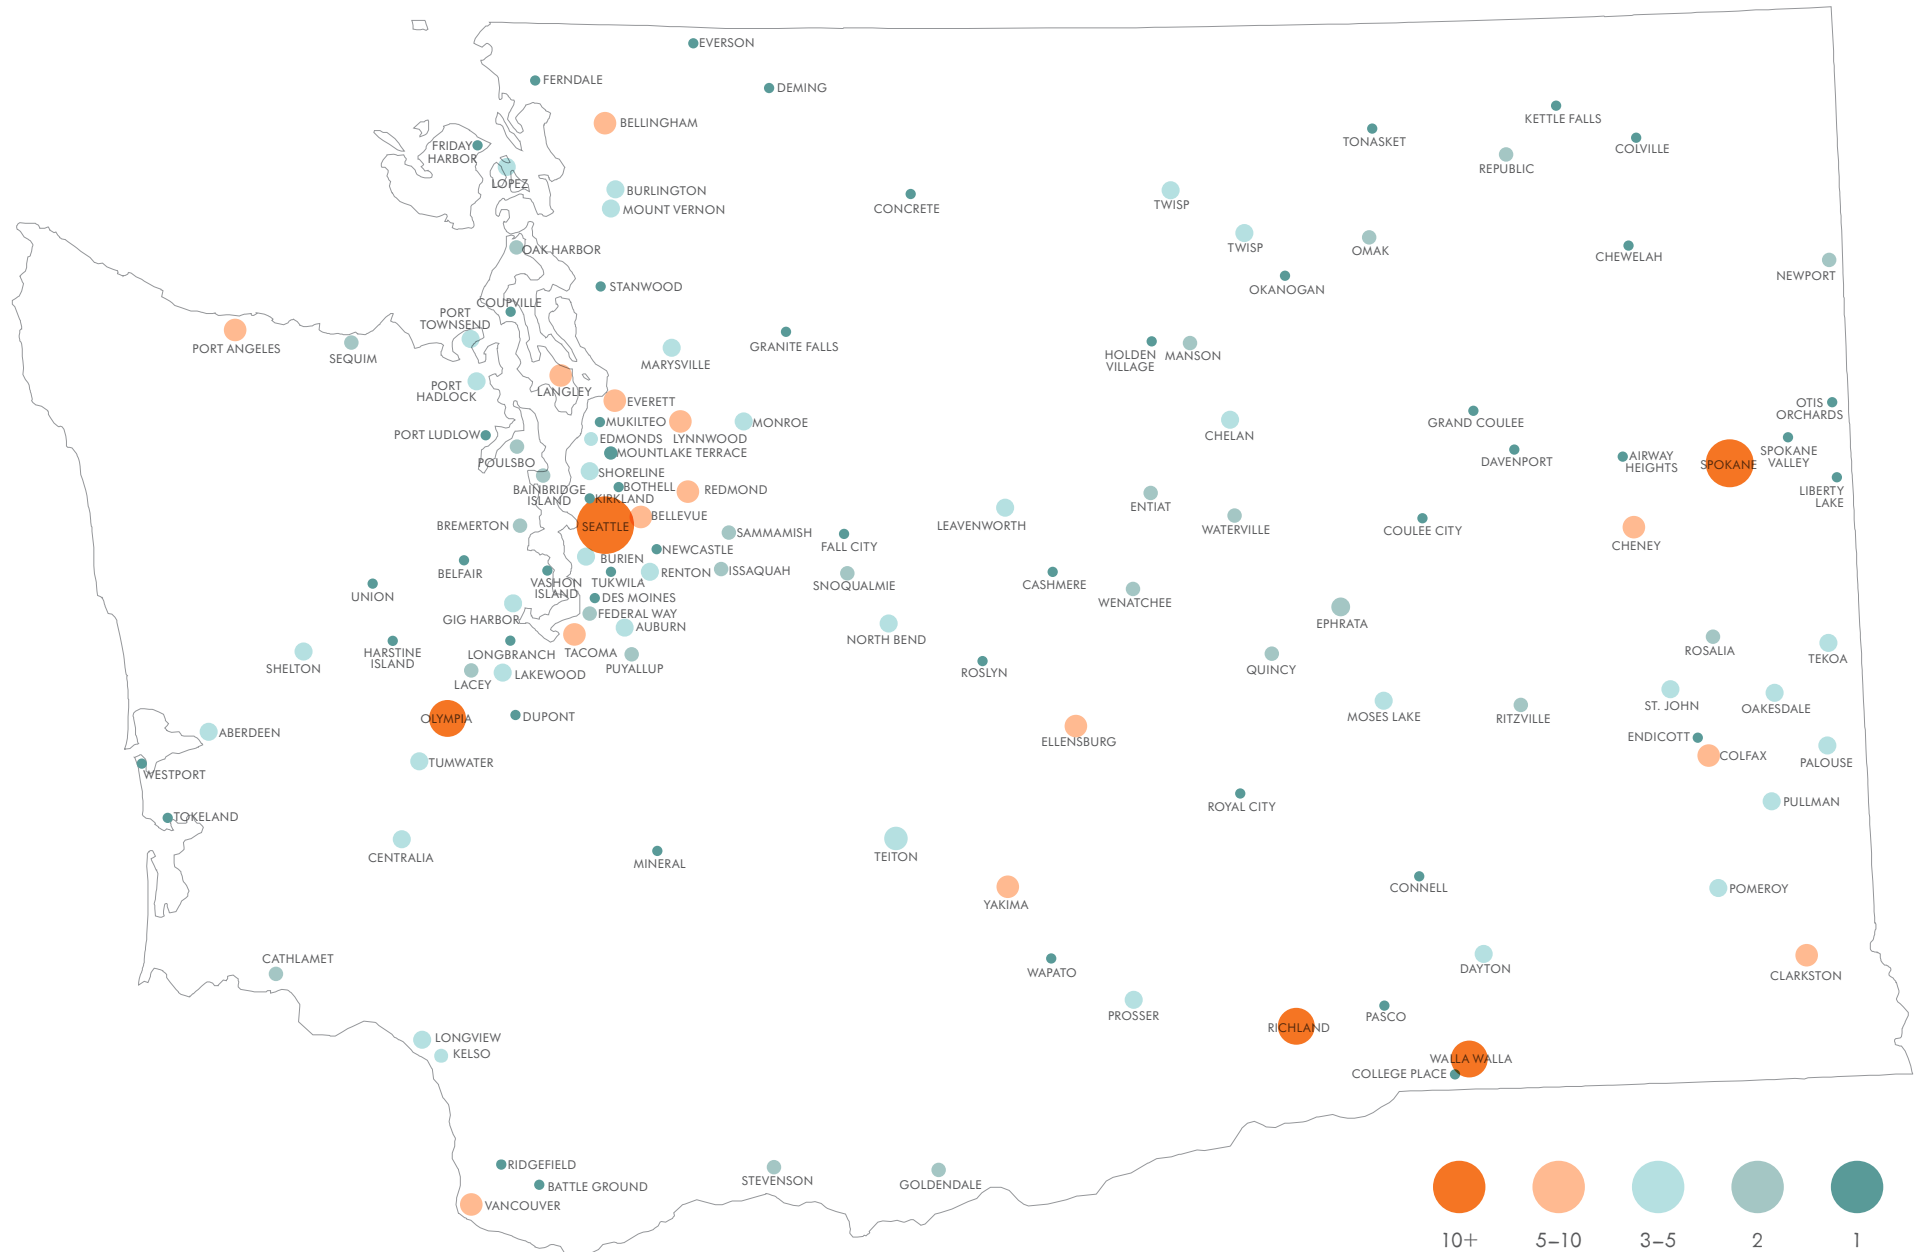 EVERSON
FERNDALE
DEMING
BELLINGHAM
KETTLE FALLS
TONASKET
COLVILLE
FRIDAY
HARBOR
REPUBLIC
LOPEZ
BURLINGTON
MOUNT VERNON
CONCRETE
TWISP
OAK HARBOR
TWISP
OMAK
CHEWELAH
NEWPORT
STANWOOD
OKANOGAN
COUPVILLE
PORT
TOWNSEND
PORT ANGELES
SEQUIM
GRANITE FALLS
MARYSVILLE
HOLDEN
VILLAGE
MANSON
PORT
HADLOCK
LANGLEY
EVERETT
OTIS
ORCHARDS
MUKILTEO
LYNNWOOD
MONROE
GRAND COULEE
CHELAN
PORT LUDLOW
EDMONDS
MOUNTLAKE TERRACE
POULSBO
DAVENPORT
AIRWAY
HEIGHTS
SPOKANE
SPOKANE
VALLEY
SHORELINE
BAINBRIDGE
ISLAND
BOTHELL
KIRKLAND
REDMOND
LIBERTY
LAKE
BELLEVUE
SEATTLE
BREMERTON
SAMMAMISH
FALL CITY
LEAVENWORTH
ENTIAT
WATERVILLE
COULEE CITY
CHENEY
NEWCASTLE
BURIEN
BELFAIR
VASHON
ISLAND
TUKWILA
RENTON
ISSAQUAH
SNOQUALMIE
CASHMERE
UNION
DES MOINES
WENATCHEE
GIG HARBOR
FEDERAL WAY
AUBURN
NORTH BEND
EPHRATA
SHELTON
HARSTINE
ISLAND
LONGBRANCH
TACOMA
PUYALLUP
ROSLYN
QUINCY
ROSALIA
TEKOA
LACEY
LAKEWOOD
OLYMPIA
DUPONT
MOSES LAKE
RITZVILLE
ST. JOHN
OAKESDALE
ABERDEEN
ELLENSBURG
ENDICOTT
COLFAX
PALOUSE
TUMWATER
WESTPORT
ROYAL CITY
PULLMAN
TOKELAND
CENTRALIA
MINERAL
TEITON
YAKIMA
CONNELL
POMEROY
CATHLAMET
WAPATO
DAYTON
CLARKSTON
PROSSER
RICHLAND
PASCO
LONGVIEW
KELSO
WALLA WALLA
COLLEGE PLACE
RIDGEFIELD
BATTLE GROUND
VANCOUVER
STEVENSON
GOLDENDALE
10+ 5–10 3–5 2 1